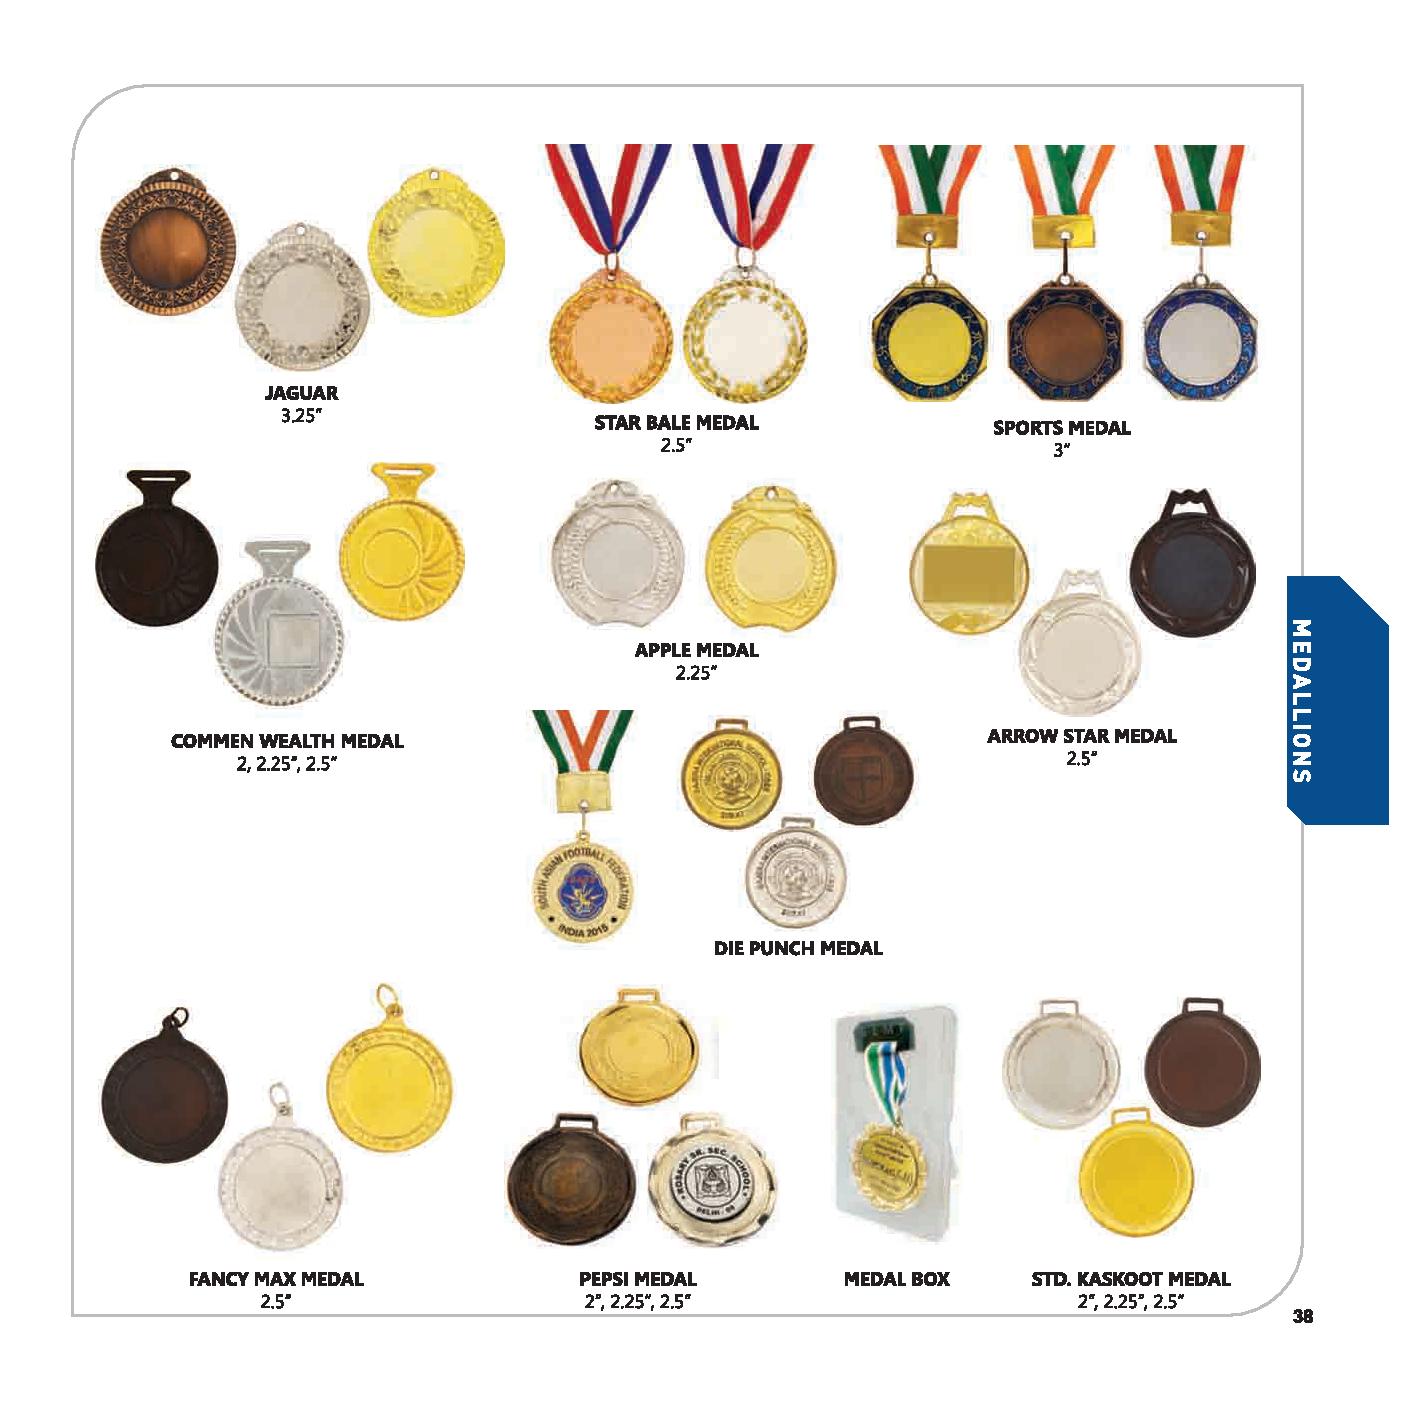 JAGUAR
3.25"
STAR BALE MEDAL
2.5"
SPORTS MEDAL
3"
COMMEN WEALTH MEDAL
2, 2.25", 2.5"
APPLE MEDAL
2.25"
ARROW STAR MEDAL
2.5"
MEDALLIONS
SOUTH ASIAN FOOTBALL FEDERATION
INDIA 2015
DIE PUNCH MEDAL
FANCY MAX MEDAL
2.5"
ROSARY SR. SEC. SCHOOL
DELHI - 09
PEPSI MEDAL
2", 2.25", 2.5"
MEDAL BOX
STD. KASKOOT MEDAL
2", 2.25", 2.5"
38